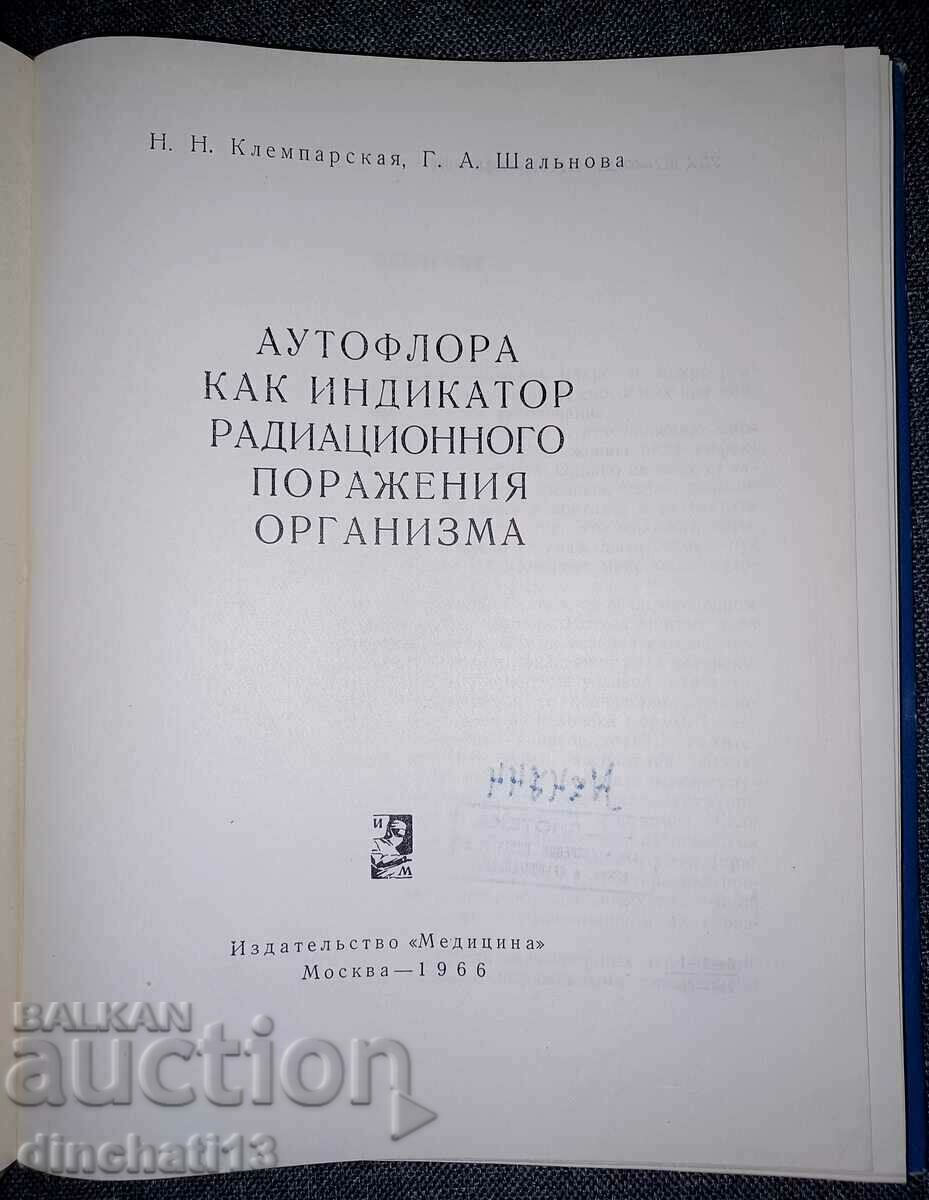 Н. Н. Клемпарская, Г. А. Шальнова
АУТОФЛОРА
КАК ИНДИКАТОР
РАДИАЦИОННОГО
ПОРАЖЕНИЯ
ОРГАНИЗМА
И
М
Издательство «Медицина»
Москва—1966
BALKAN
auction
dinchati13